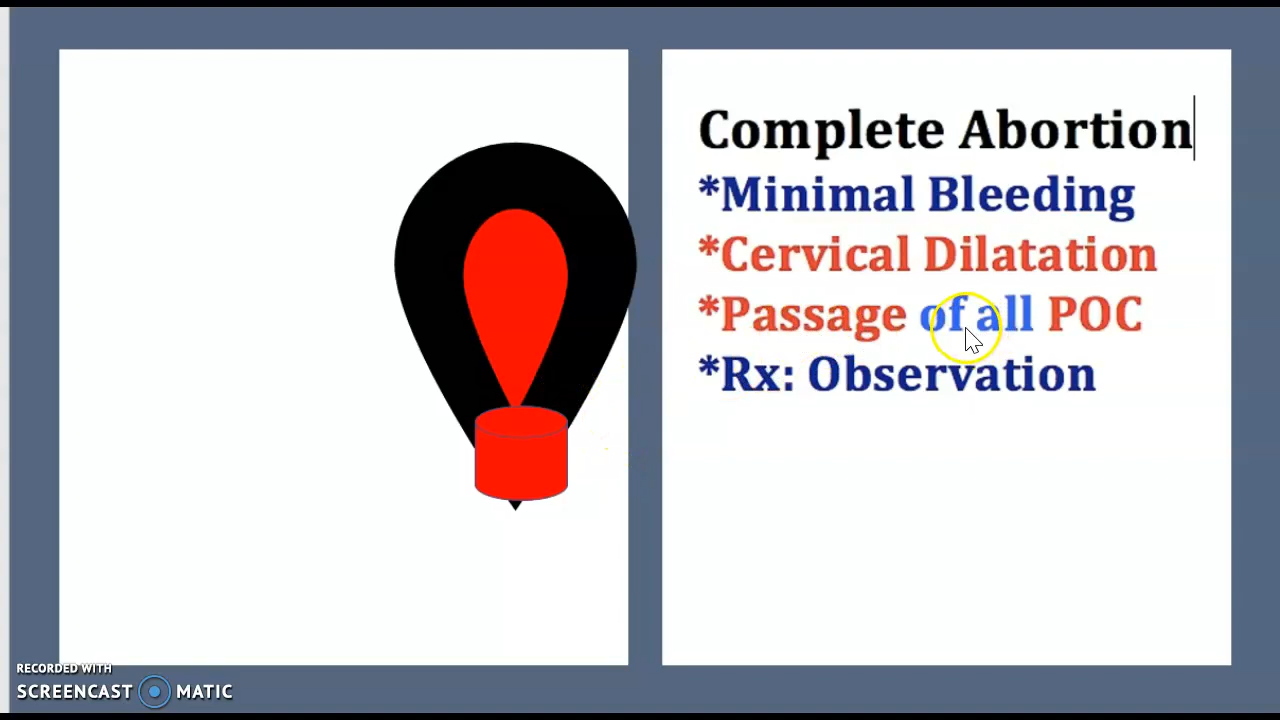 Complete Abortion
*Minimal Bleeding
*Cervical Dilatation
*Passage of all POC
*Rx: Observation
RECORDED WITH
SCREENCAST MATIC